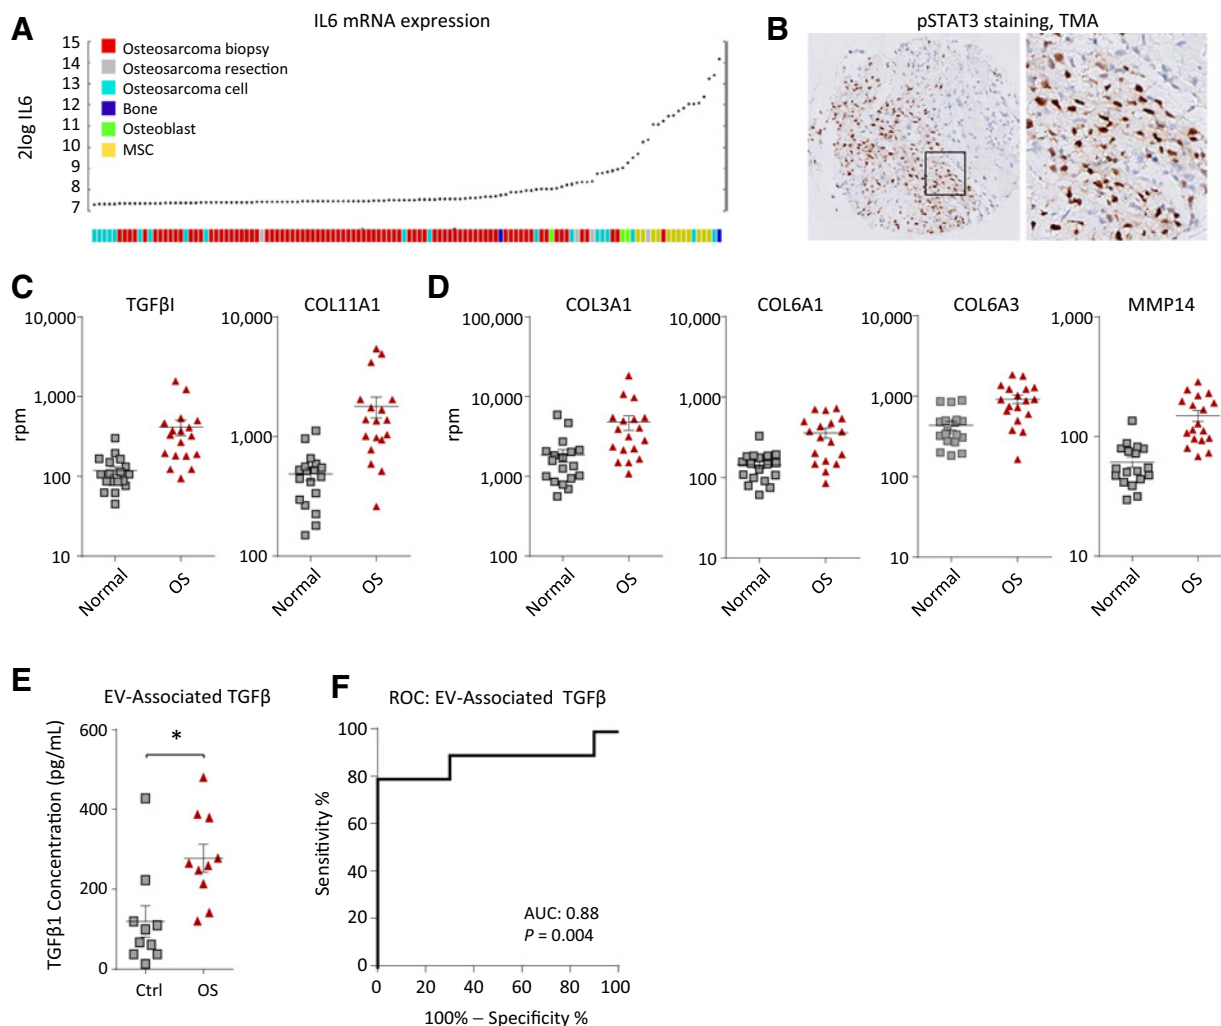 A
IL6 mRNA expression
2log IL6
15
14
13
12
11
10
9
8
7
Osteosarcoma biopsy
Osteosarcoma resection
Osteosarcoma cell
Bone
Osteoblast
MSC
B
pSTAT3 staining, TMA
C
TGFβI
rpm
10,000
1,000
100
10
Normal
OS
COL11A1
10,000
1,000
100
Normal
OS
D
COL3A1
rpm
100,000
10,000
1,000
100
Normal
OS
COL6A1
10,000
1,000
100
10
Normal
OS
COL6A3
10,000
1,000
100
10
Normal
OS
MMP14
1,000
100
10
Normal
OS
E
EV-Associated TGFβ
TGFβ1 Concentration (pg/mL)
600
400
200
0
*
Ctrl
OS
F
ROC: EV-Associated TGFβ
Sensitivity %
100
80
60
40
20
0
AUC: 0.88
P = 0.004
0 20 40 60 80 100
100% – Specificity %